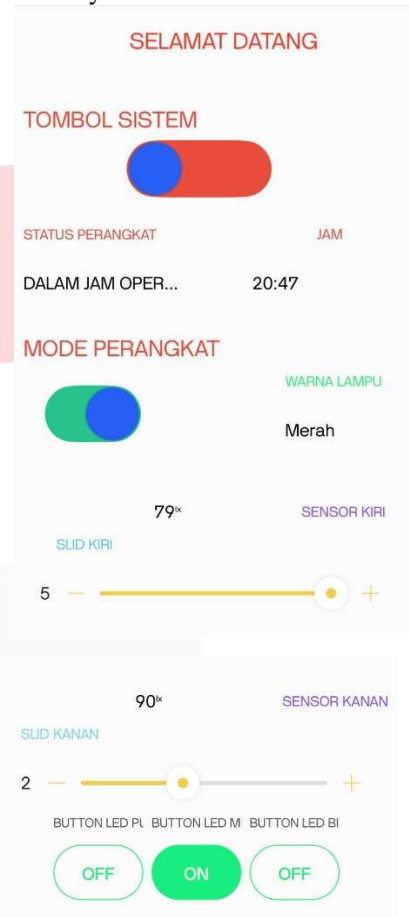 SELAMAT DATANG
TOMBOL SISTEM
STATUS PERANGKAT JAM
DALAM JAM OPER... 20:47
MODE PERANGKAT
WARNA LAMPU
Merah
79lx SENSOR KIRI
SLID KIRI
5 − +
90lx SENSOR KANAN
SLID KANAN
2 − +
BUTTON LED PU BUTTON LED M BUTTON LED BI
OFF ON OFF